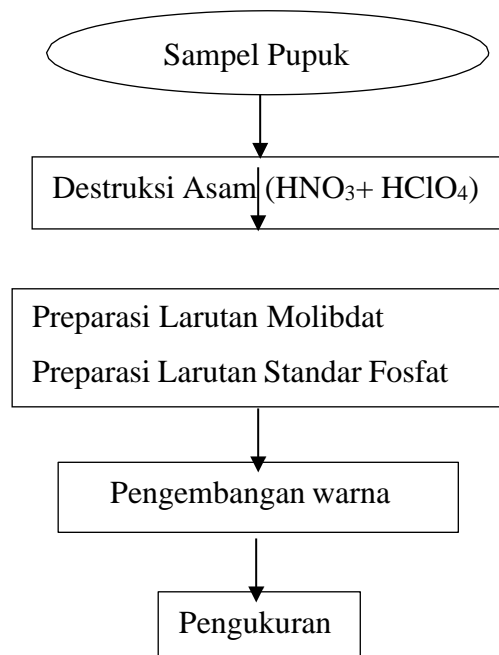 Sampel Pupuk
Destruksi Asam (HNO₃+ HClO₄)
Preparasi Larutan Molibdat
Preparasi Larutan Standar Fosfat
Pengembangan warna
Pengukuran